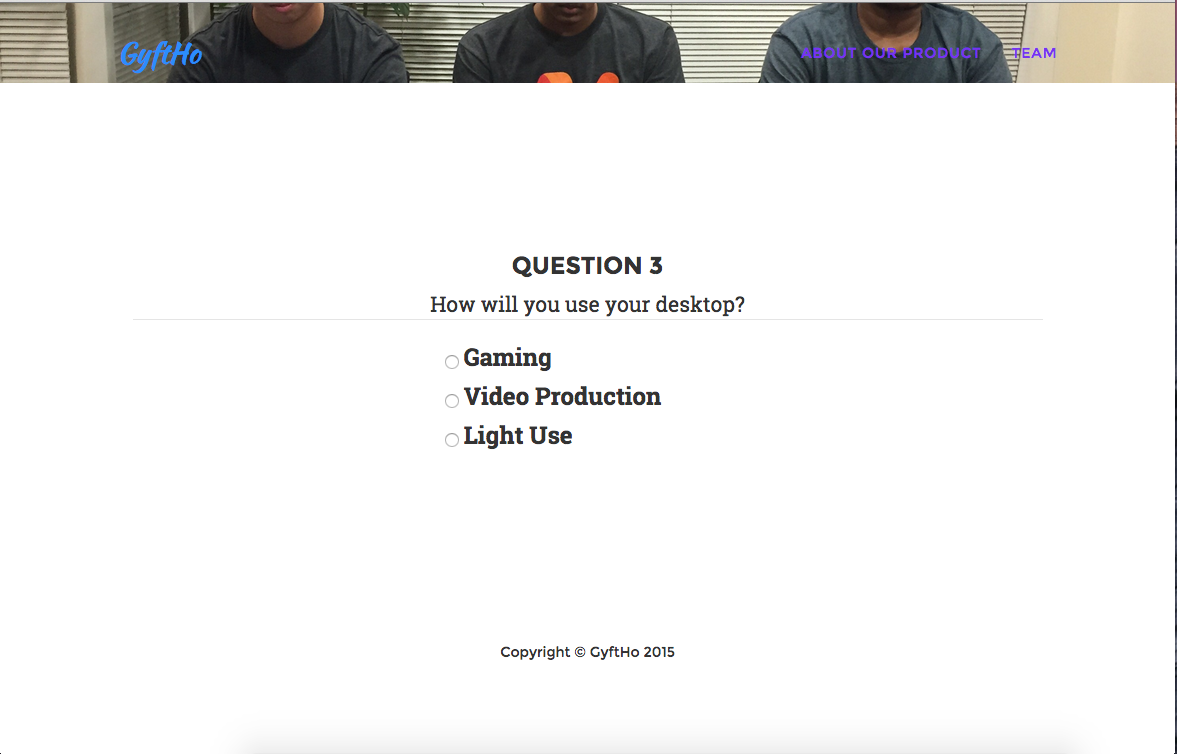 GyftHo
ABOUT OUR PRODUCT
TEAM
QUESTION 3
How will you use your desktop?
Gaming
Video Production
Light Use
Copyright © GyftHo 2015